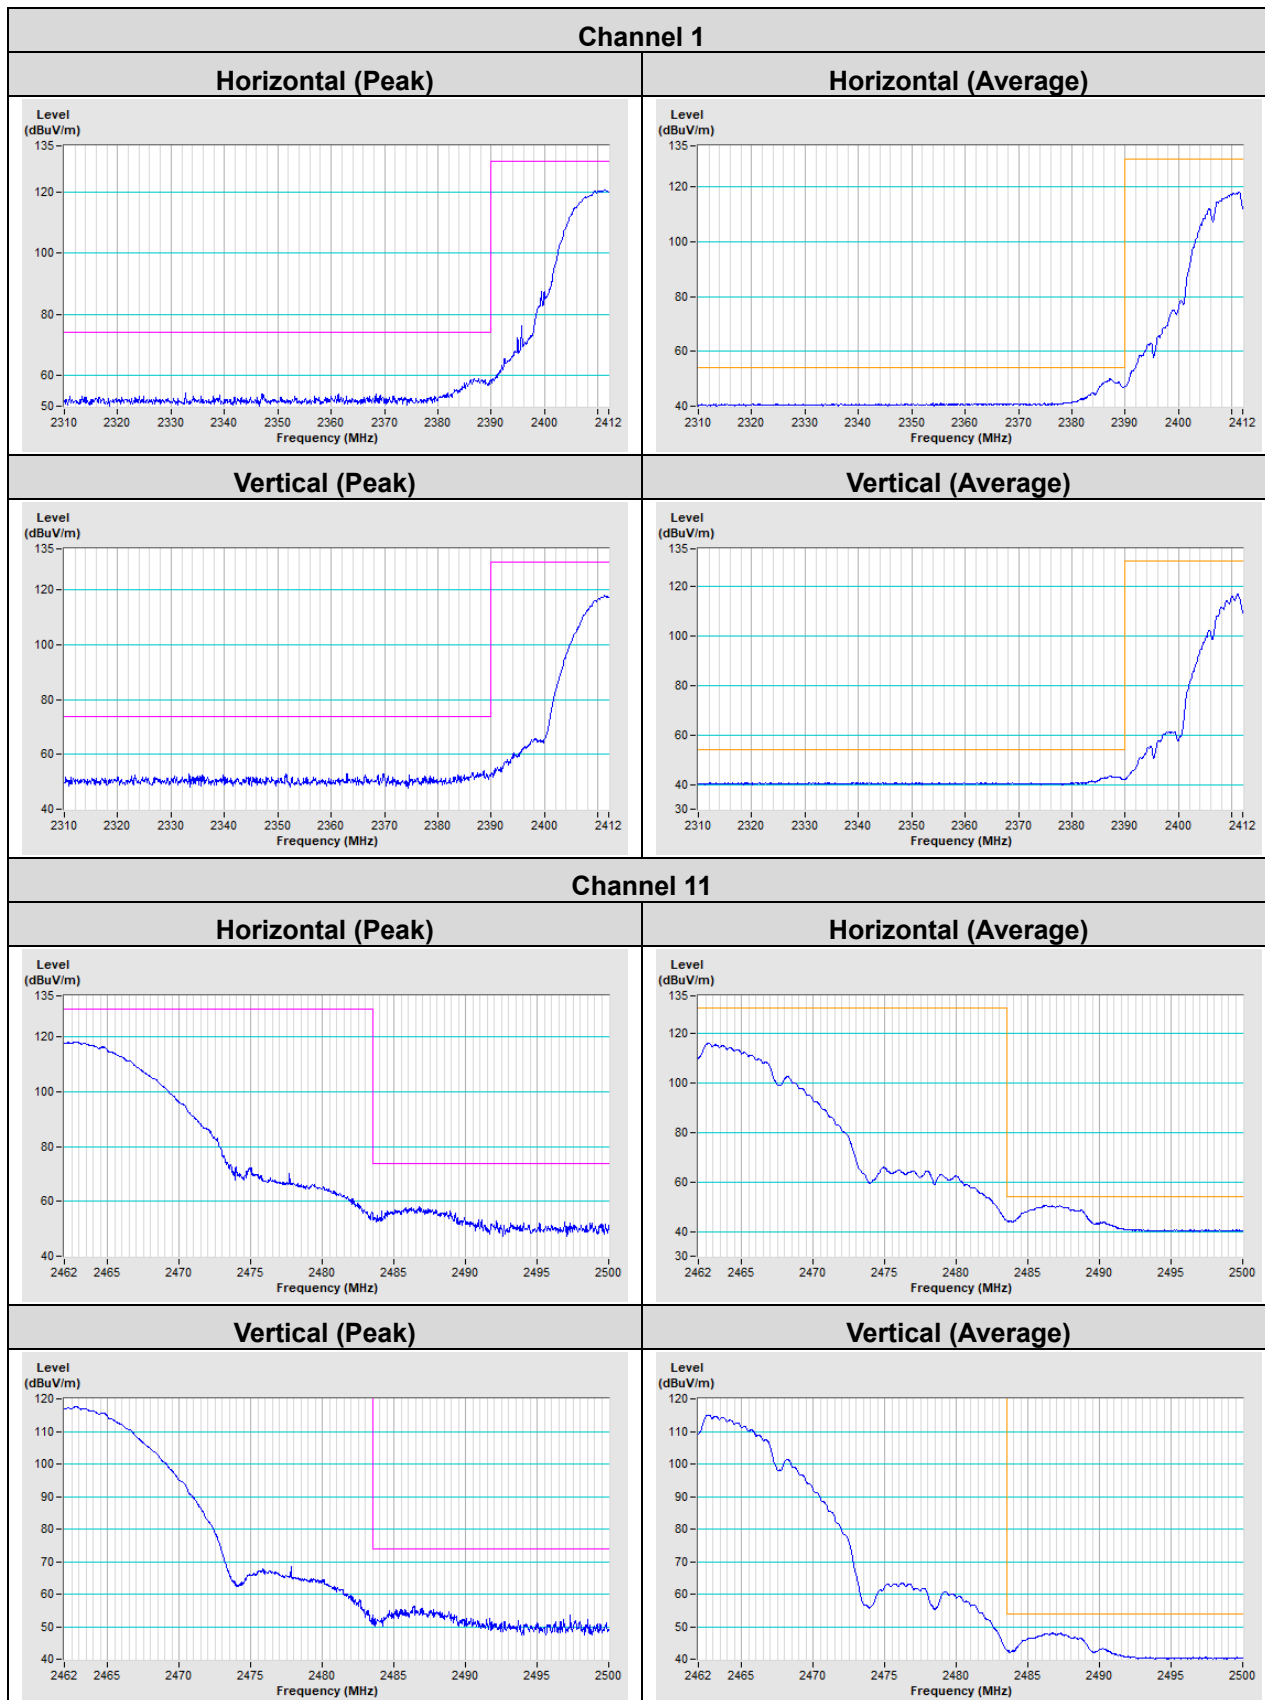 Channel 1
Horizontal (Peak)
Horizontal (Average)
Level
(dBuV/m)
135
120
100
80
60
50
2310 2320 2330 2340 2350 2360 2370 2380 2390 2400 2412
Frequency (MHz)
Level
(dBuV/m)
135
120
100
80
60
40
2310 2320 2330 2340 2350 2360 2370 2380 2390 2400 2412
Frequency (MHz)
Vertical (Peak)
Vertical (Average)
Level
(dBuV/m)
135
120
100
80
60
40
2310 2320 2330 2340 2350 2360 2370 2380 2390 2400 2412
Frequency (MHz)
Level
(dBuV/m)
135
120
100
80
60
40
30
2310 2320 2330 2340 2350 2360 2370 2380 2390 2400 2412
Frequency (MHz)
Channel 11
Horizontal (Peak)
Horizontal (Average)
Level
(dBuV/m)
135
120
100
80
60
40
2462 2465 2470 2475 2480 2485 2490 2495 2500
Frequency (MHz)
Level
(dBuV/m)
135
120
100
80
60
40
30
2462 2465 2470 2475 2480 2485 2490 2495 2500
Frequency (MHz)
Vertical (Peak)
Vertical (Average)
Level
(dBuV/m)
120
110
100
90
80
70
60
50
40
2462 2465 2470 2475 2480 2485 2490 2495 2500
Frequency (MHz)
Level
(dBuV/m)
120
110
100
90
80
70
60
50
40
2462 2465 2470 2475 2480 2485 2490 2495 2500
Frequency (MHz)